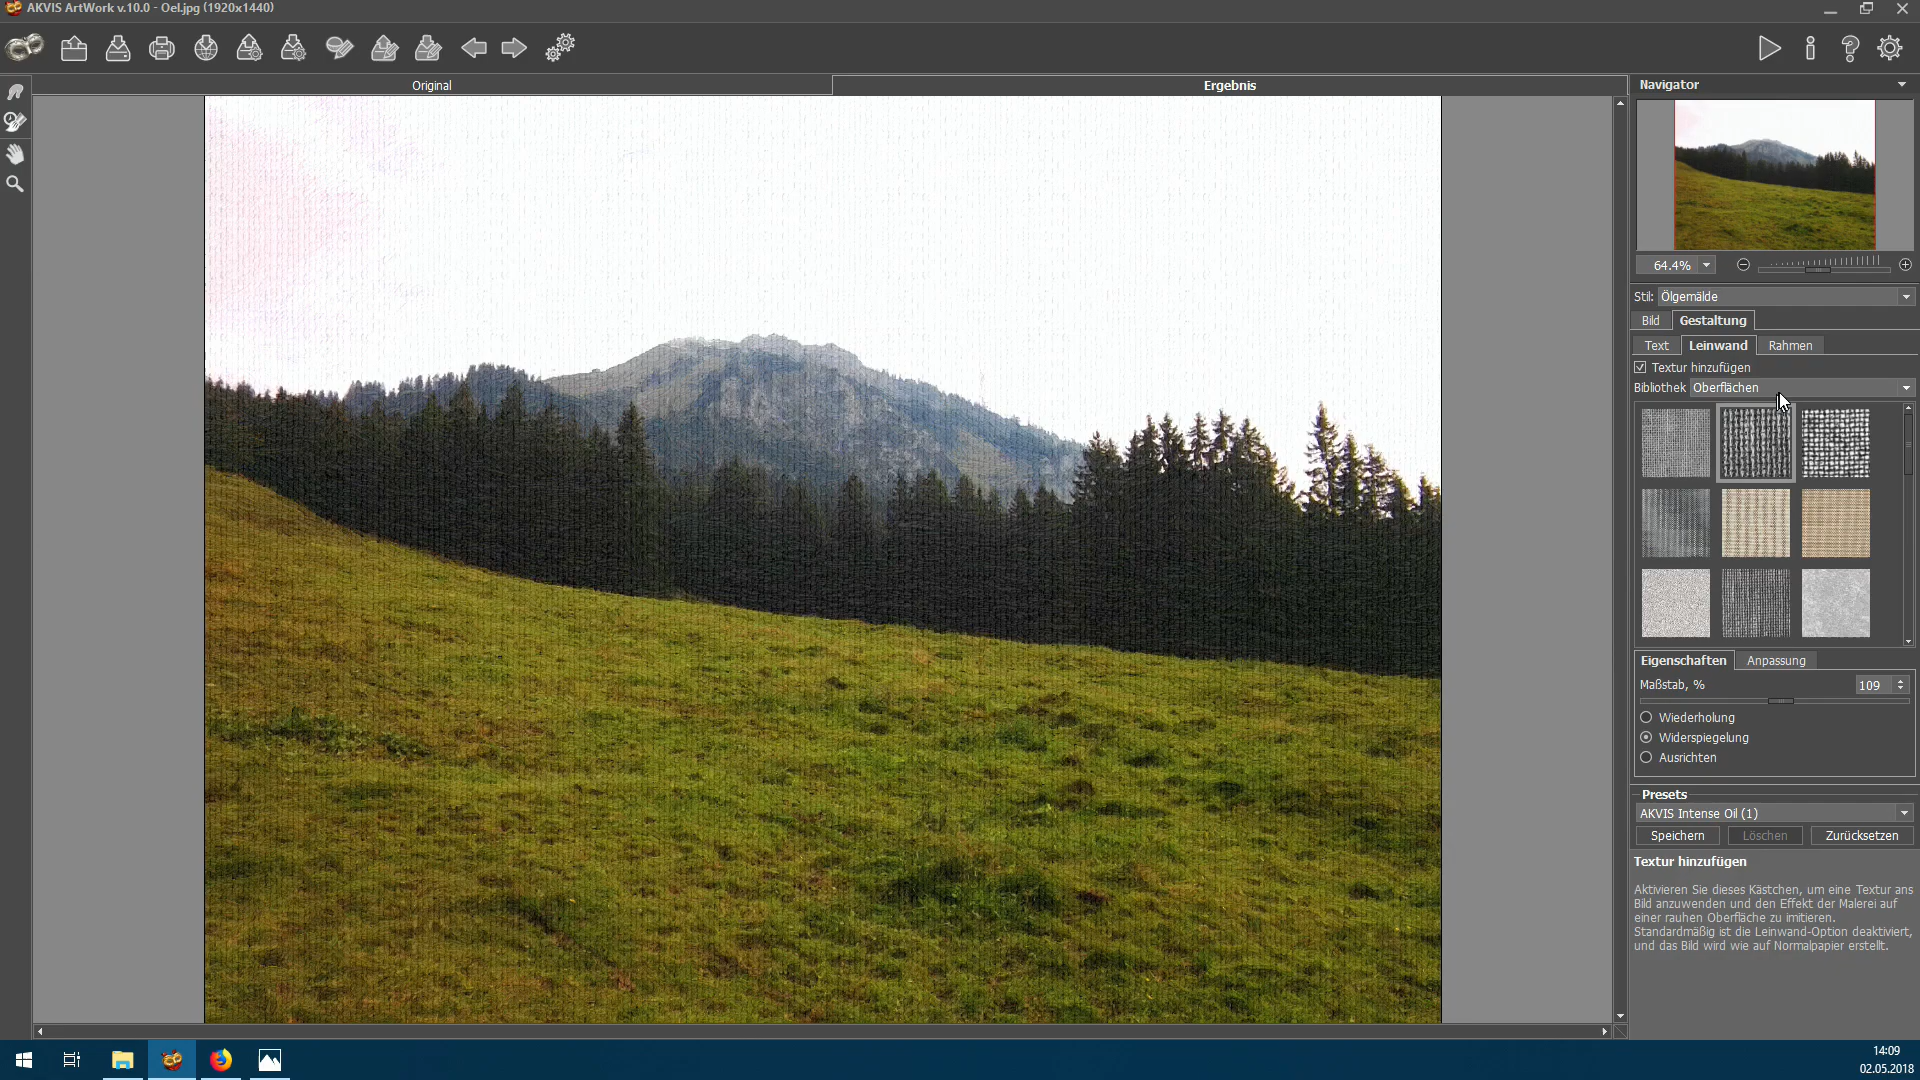 AKVIS ArtWork v.10.0 - Oel.jpg (1920x1440)
Original
Ergebnis
Navigator
64.4%
Stil: Ölgemälde
Bild Gestaltung
Text Leinwand Rahmen
Textur hinzufügen
Bibliothek Oberflächen
Eigenschaften Anpassung
Maßstab, % 109
Wiederholung
Widerspiegelung
Ausrichten
Presets
AKVIS Intense Oil (1)
Speichern Löschen Zurücksetzen
Textur hinzufügen
Aktivieren Sie dieses Kästchen, um eine Textur ans
Bild anzuwenden und den Effekt der Malerei auf
einer rauhen Oberfläche zu imitieren.
Standardmäßig ist die Leinwand-Option deaktiviert,
und das Bild wird wie auf Normalpapier erstellt.
14:09
02.05.2018